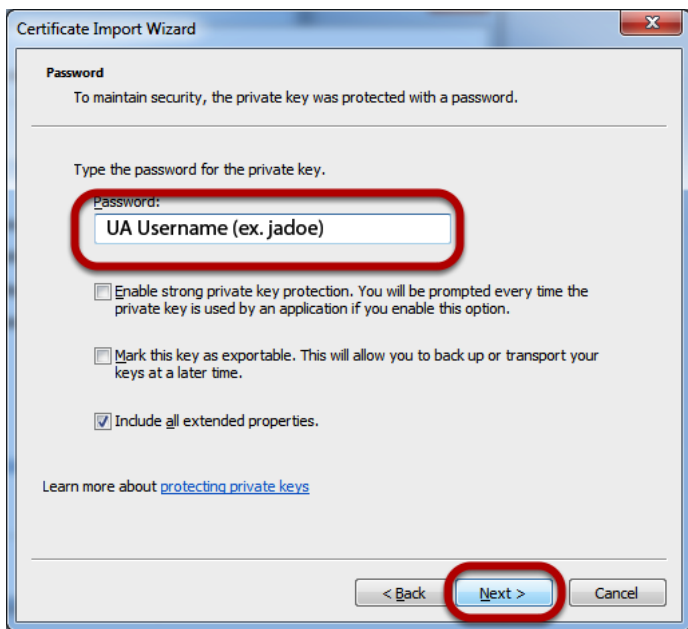 Certificate Import Wizard
Password
To maintain security, the private key was protected with a password.
Type the password for the private key.
Password:
UA Username (ex. jadoe)
Enable strong private key protection. You will be prompted every time the
private key is used by an application if you enable this option.
Mark this key as exportable. This will allow you to back up or transport your
keys at a later time.
Include all extended properties.
Learn more about protecting private keys
< Back Next > Cancel